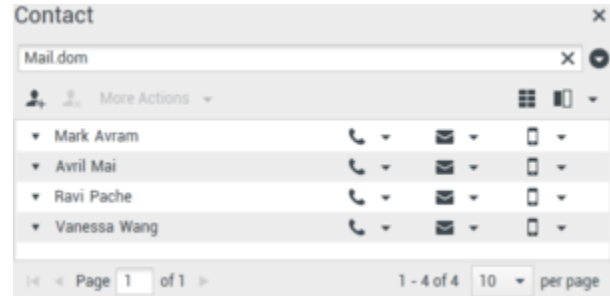 Contact
Mail.dom
More Actions
Mark Avram
Avril Mai
Ravi Pache
Vanessa Wang
Page 1 of 1 1 - 4 of 4 10 per page